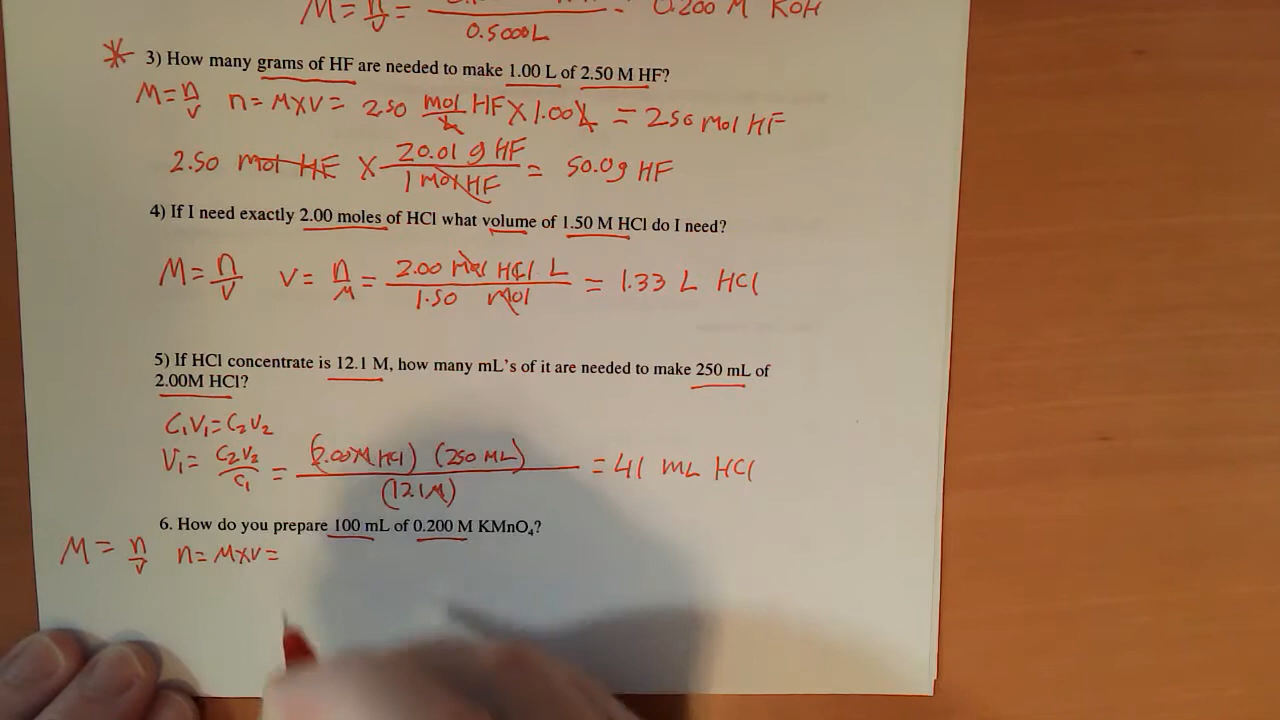 M = n/v = 0.200 M KOH
0.5000L
* 3) How many grams of HF are needed to make 1.00 L of 2.50 M HF?
M = n/v n = M x V = 2.50 mol/L HF x 1.00 L = 2.50 mol HF
2.50 mol HF x 20.01 g HF / 1 mol HF = 50.0g HF
4) If I need exactly 2.00 moles of HCl what volume of 1.50 M HCl do I need?
M = n/v v = n/M = 2.00 mol HCl L / 1.50 mol = 1.33 L HCl
5) If HCl concentrate is 12.1 M, how many mL's of it are needed to make 250 mL of
2.00M HCl?
C₁V₁=C₂V₂
V₁ = C₂V₂/C₁ = (2.00M HCl) (250 mL) / (12.1M) = 41 mL HCl
6. How do you prepare 100 mL of 0.200 M KMnO₄?
M = n/v n = M x V =